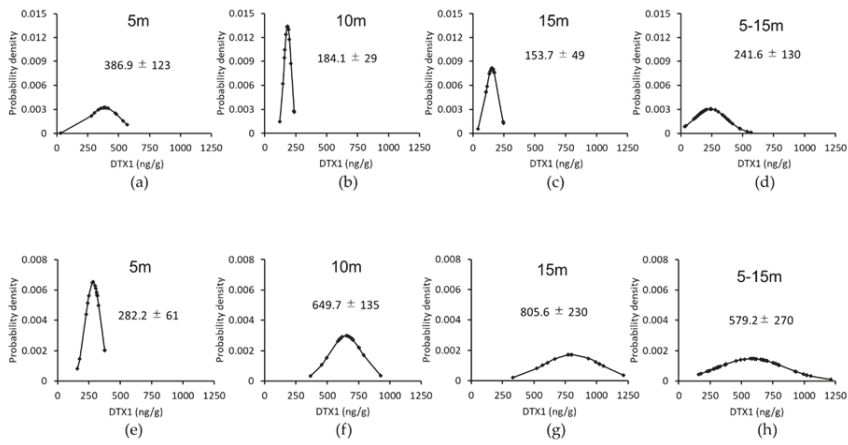 5m
Probability density
0.015
0.012
0.009
0.006
0.003
0
386.9 ± 123
0 250 500 750 1000 1250
DTX1 (ng/g)
(a)
10m
0.015
0.012
0.009
0.006
0.003
0
184.1 ± 29
0 250 500 750 1000 1250
DTX1 (ng/g)
(b)
15m
0.015
0.012
0.009
0.006
0.003
0
153.7 ± 49
0 250 500 750 1000 1250
DTX1 (ng/g)
(c)
5-15m
Probability density
0.015
0.012
0.009
0.006
0.003
0
241.6 ± 130
0 250 500 750 1000 1250
DTX1 (ng/g)
(d)
5m
Probability density
0.008
0.006
0.004
0.002
0
282.2 ± 61
0 250 500 750 1000 1250
DTX1 (ng/g)
(e)
10m
Probability density
0.008
0.006
0.004
0.002
0
649.7 ± 135
0 250 500 750 1000 1250
DTX1 (ng/g)
(f)
15m
Probability density
0.008
0.006
0.004
0.002
0
805.6 ± 230
0 250 500 750 1000 1250
DTX1 (ng/g)
(g)
5-15m
Probability density
0.008
0.006
0.004
0.002
0
579.2 ± 270
0 250 500 750 1000 1250
DTX1 (ng/g)
(h)